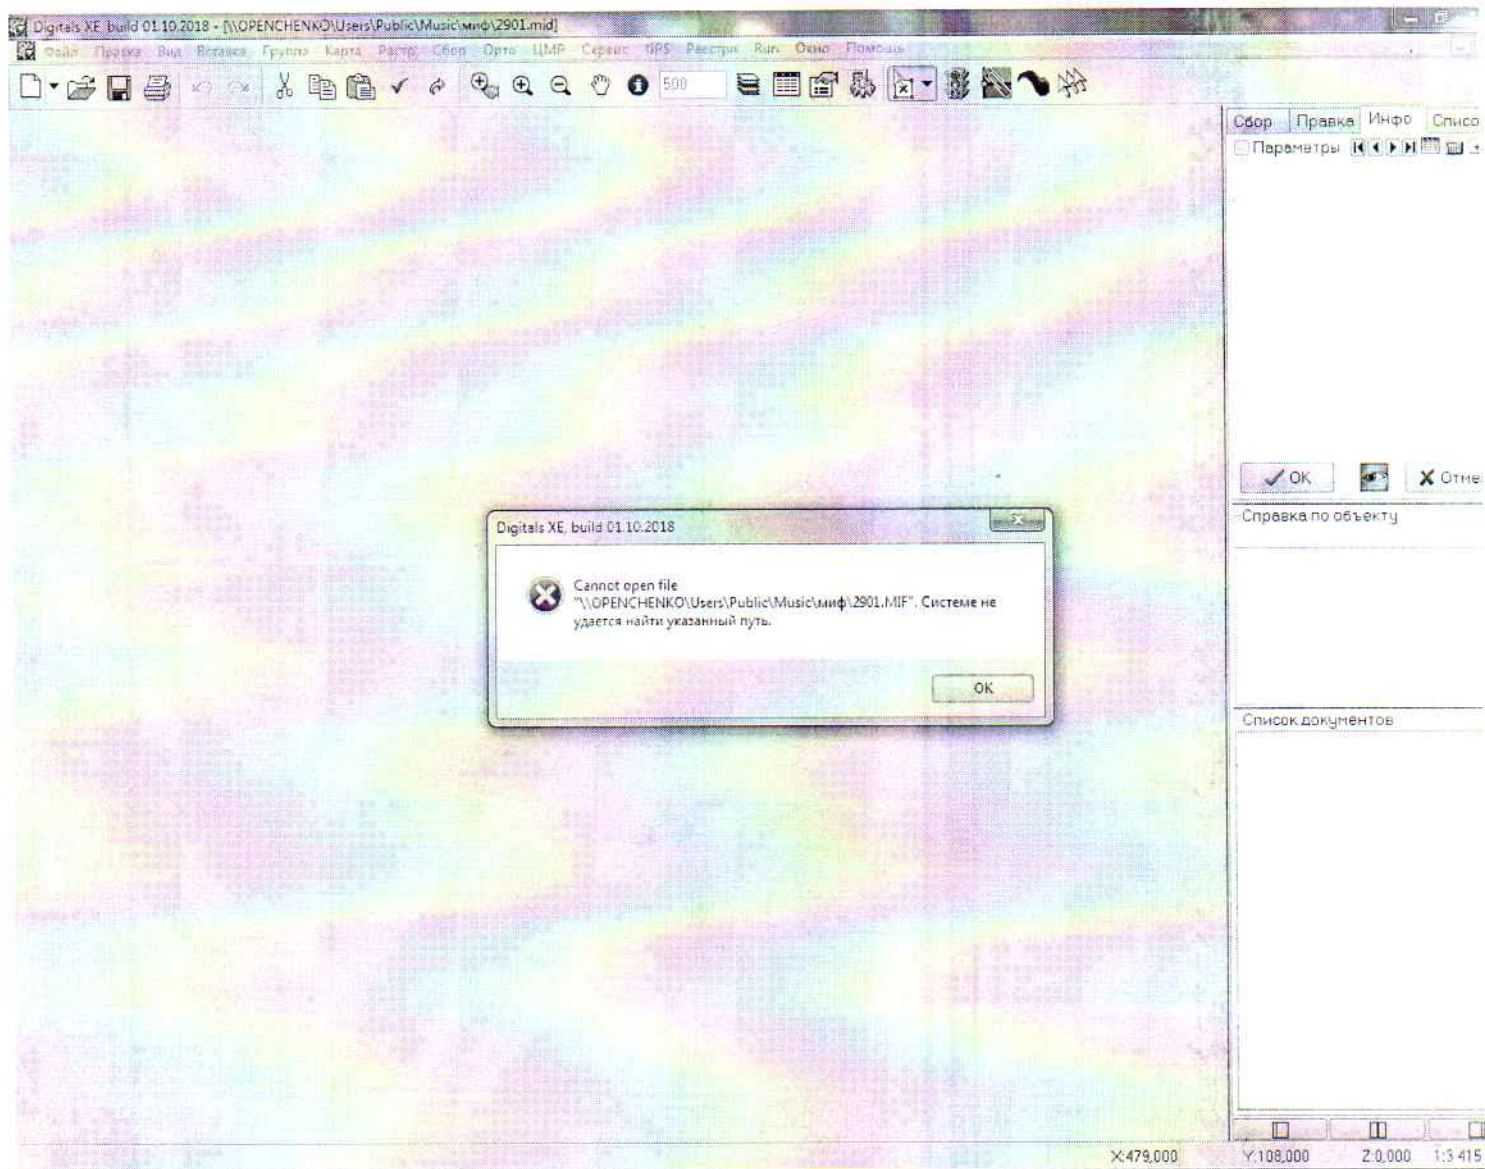 Digitals XE, build 01.10.2018 - [\\OPENCHENKO\Users\Public\Music\миф\2901.mid]
Файл Правка Вид Вставка Группа Карта Растр Сбор Орто ЦМР Сервис GPS Реестри Run Окно Помощь
500
Сбор Правка Инфо Списо
Параметры
OK Отме
Справка по объекту
Digitals XE, build 01.10.2018
Cannot open file
"\\OPENCHENKO\Users\Public\Music\миф\2901.MIF". Системе не
удается найти указанный путь.
OK
Список документов
X:479,000 Y:108,000 Z:0,000 1:3 415